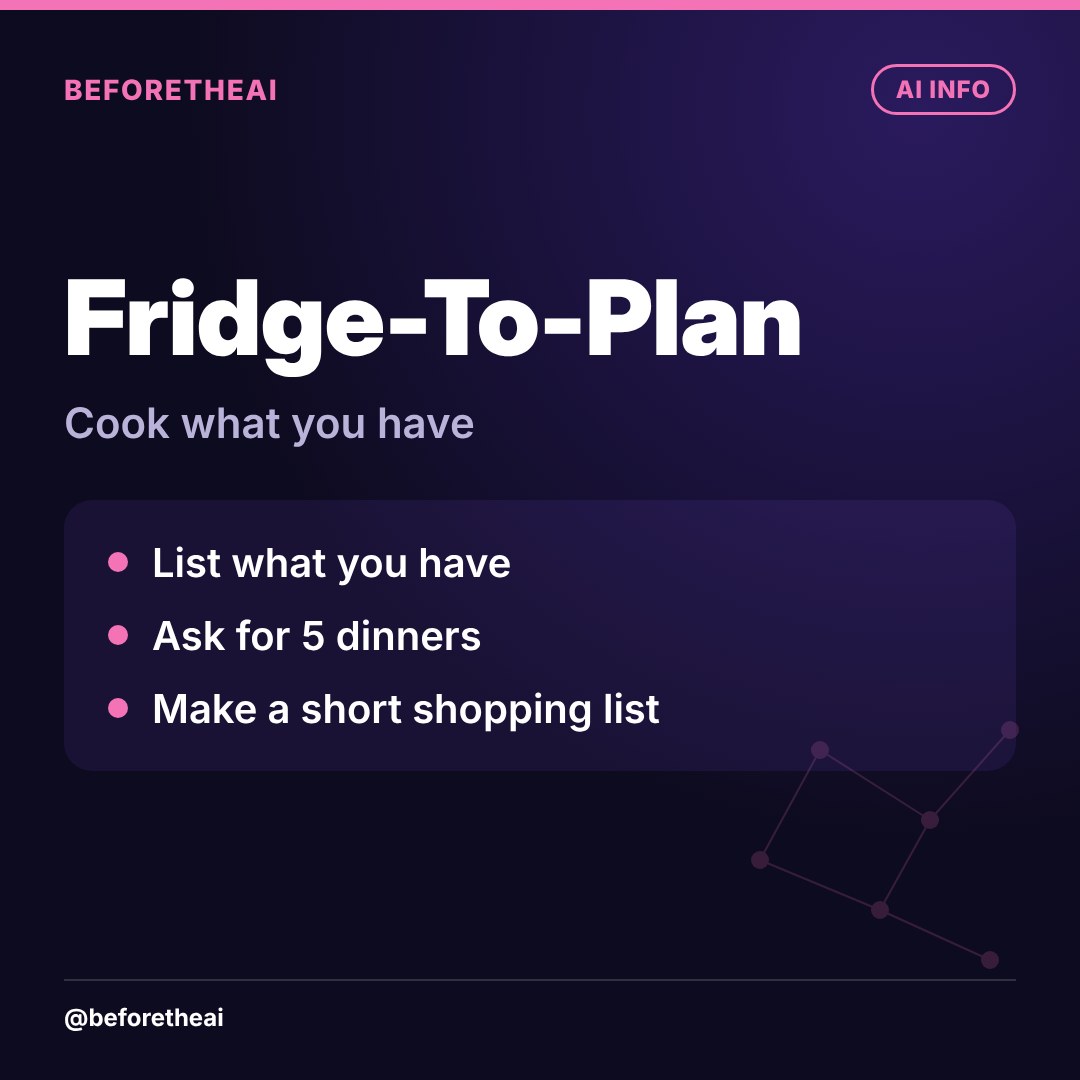 BEFORETHEAI
AI INFO
Fridge-To-Plan
Cook what you have
List what you have
Ask for 5 dinners
Make a short shopping list
@beforetheai